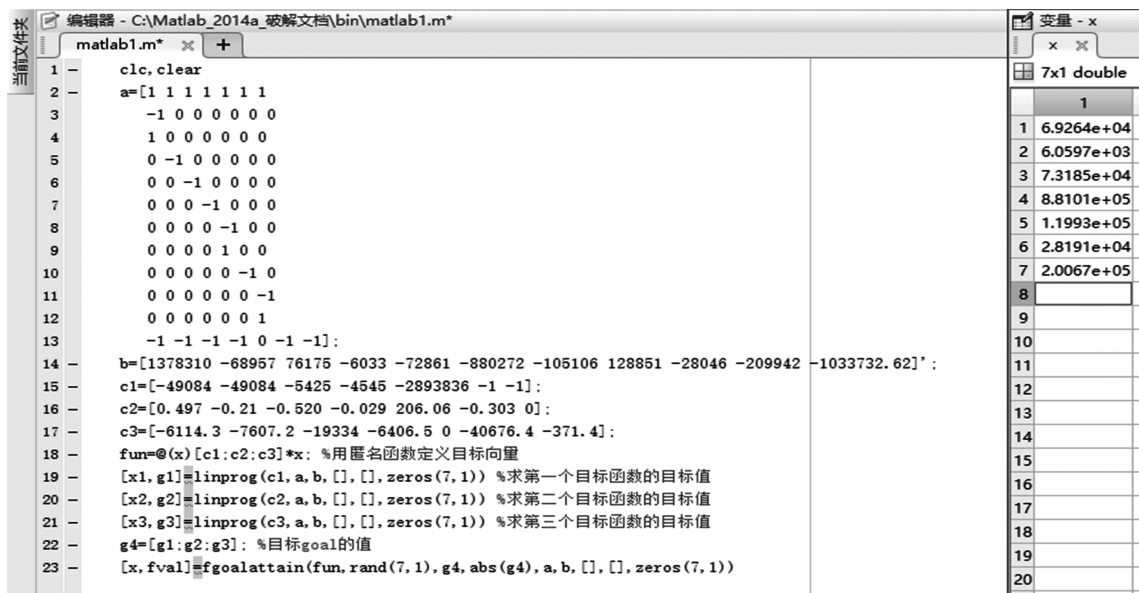 编辑器 - C:\Matlab_2014a_破解文档\bin\matlab1.m*
当前文件夹
matlab1.m* × +
1 – clc,clear
2 – a=[1 1 1 1 1 1 1
3 -1 0 0 0 0 0 0
4 1 0 0 0 0 0 0
5 0 -1 0 0 0 0 0
6 0 0 -1 0 0 0 0
7 0 0 0 -1 0 0 0
8 0 0 0 0 -1 0 0
9 0 0 0 0 1 0 0
10 0 0 0 0 0 -1 0
11 0 0 0 0 0 0 -1
12 0 0 0 0 0 0 1
13 -1 -1 -1 -1 0 -1 -1];
14 – b=[1378310 -68957 76175 -6033 -72861 -880272 -105106 128851 -28046 -209942 -1033732.62]';
15 – c1=[-49084 -49084 -5425 -4545 -2893836 -1 -1];
16 – c2=[0.497 -0.21 -0.520 -0.029 206.06 -0.303 0];
17 – c3=[-6114.3 -7607.2 -19334 -6406.5 0 -40676.4 -371.4];
18 – fun=@(x)[c1;c2;c3]*x; %用匿名函数定义目标向量
19 – [x1,g1]=linprog(c1,a,b,[],[],zeros(7,1)) %求第一个目标函数的目标值
20 – [x2,g2]=linprog(c2,a,b,[],[],zeros(7,1)) %求第二个目标函数的目标值
21 – [x3,g3]=linprog(c3,a,b,[],[],zeros(7,1)) %求第三个目标函数的目标值
22 – g4=[g1;g2;g3]; %目标goal的值
23 – [x,fval]=fgoalattain(fun,rand(7,1),g4,abs(g4),a,b,[],[],zeros(7,1))
变量 - x
x ×
7x1 double
1
1 6.9264e+04
2 6.0597e+03
3 7.3185e+04
4 8.8101e+05
5 1.1993e+05
6 2.8191e+04
7 2.0067e+05
8
9
10
11
12
13
14
15
16
17
18
19
20